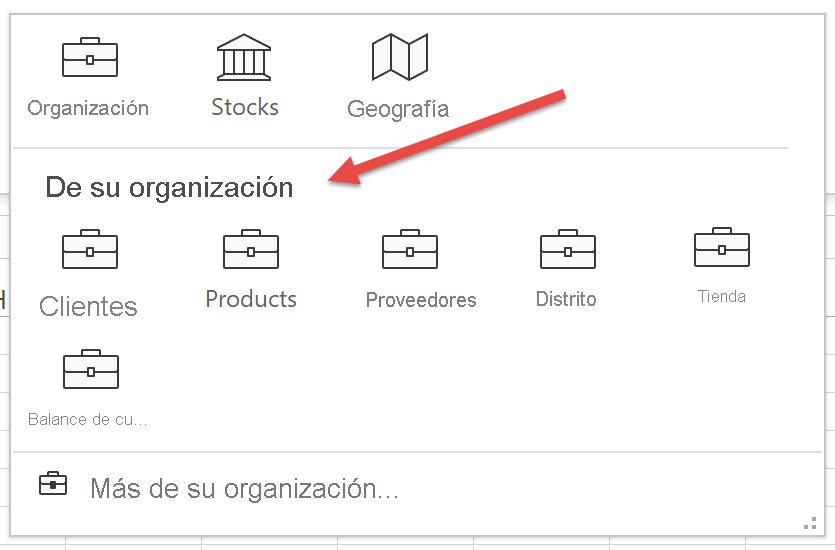 Organización Stocks Geografía
De su organización
Clientes Products Proveedores Distrito Tienda
Balance de cu...
Más de su organización...